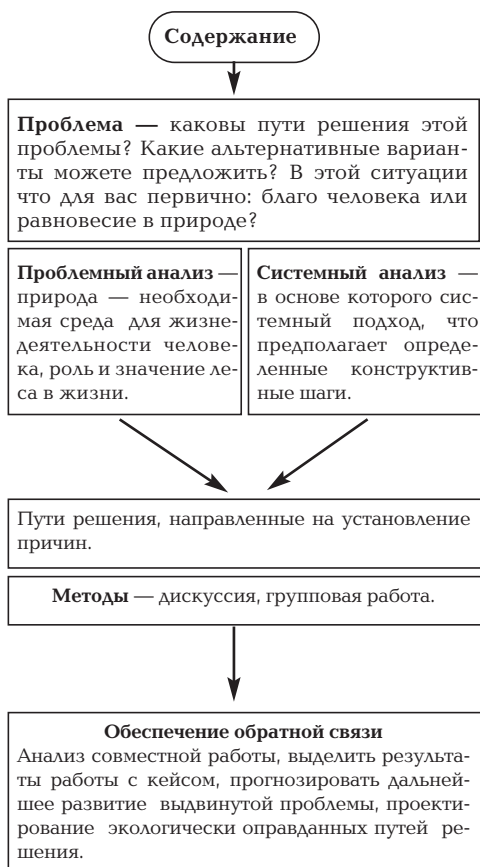 Содержание
Проблема — каковы пути решения этой
проблемы? Какие альтернативные вариан-
ты можете предложить? В этой ситуации
что для вас первично: благо человека или
равновесие в природе?
Проблемный анализ —
природа — необходи-
мая среда для жизне-
деятельности челове-
ка, роль и значение ле-
са в жизни.
Системный анализ —
в основе которого сис-
темный подход, что
предполагает опреде-
ленные конструктив-
ные шаги.
Пути решения, направленные на установление
причин.
Методы — дискуссия, групповая работа.
Обеспечение обратной связи
Анализ совместной работы, выделить результа-
ты работы с кейсом, прогнозировать дальней-
шее развитие выдвинутой проблемы, проекти-
рование экологически оправданных путей ре-
шения.